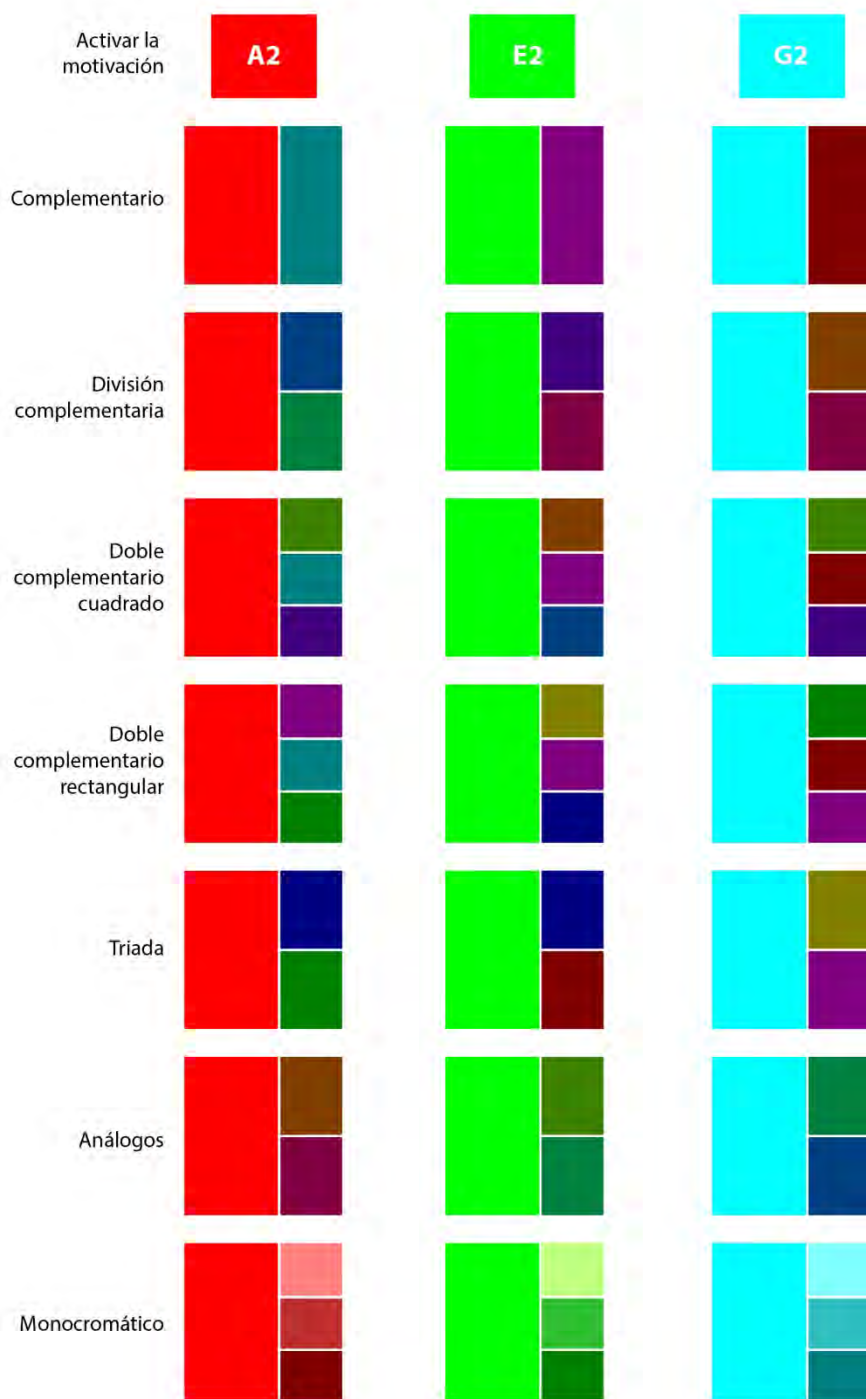 Activar la
motivación
A2
E2
G2
Complementario
División
complementaria
Doble
complementario
cuadrado
Doble
complementario
rectangular
Triada
Análogos
Monocromático